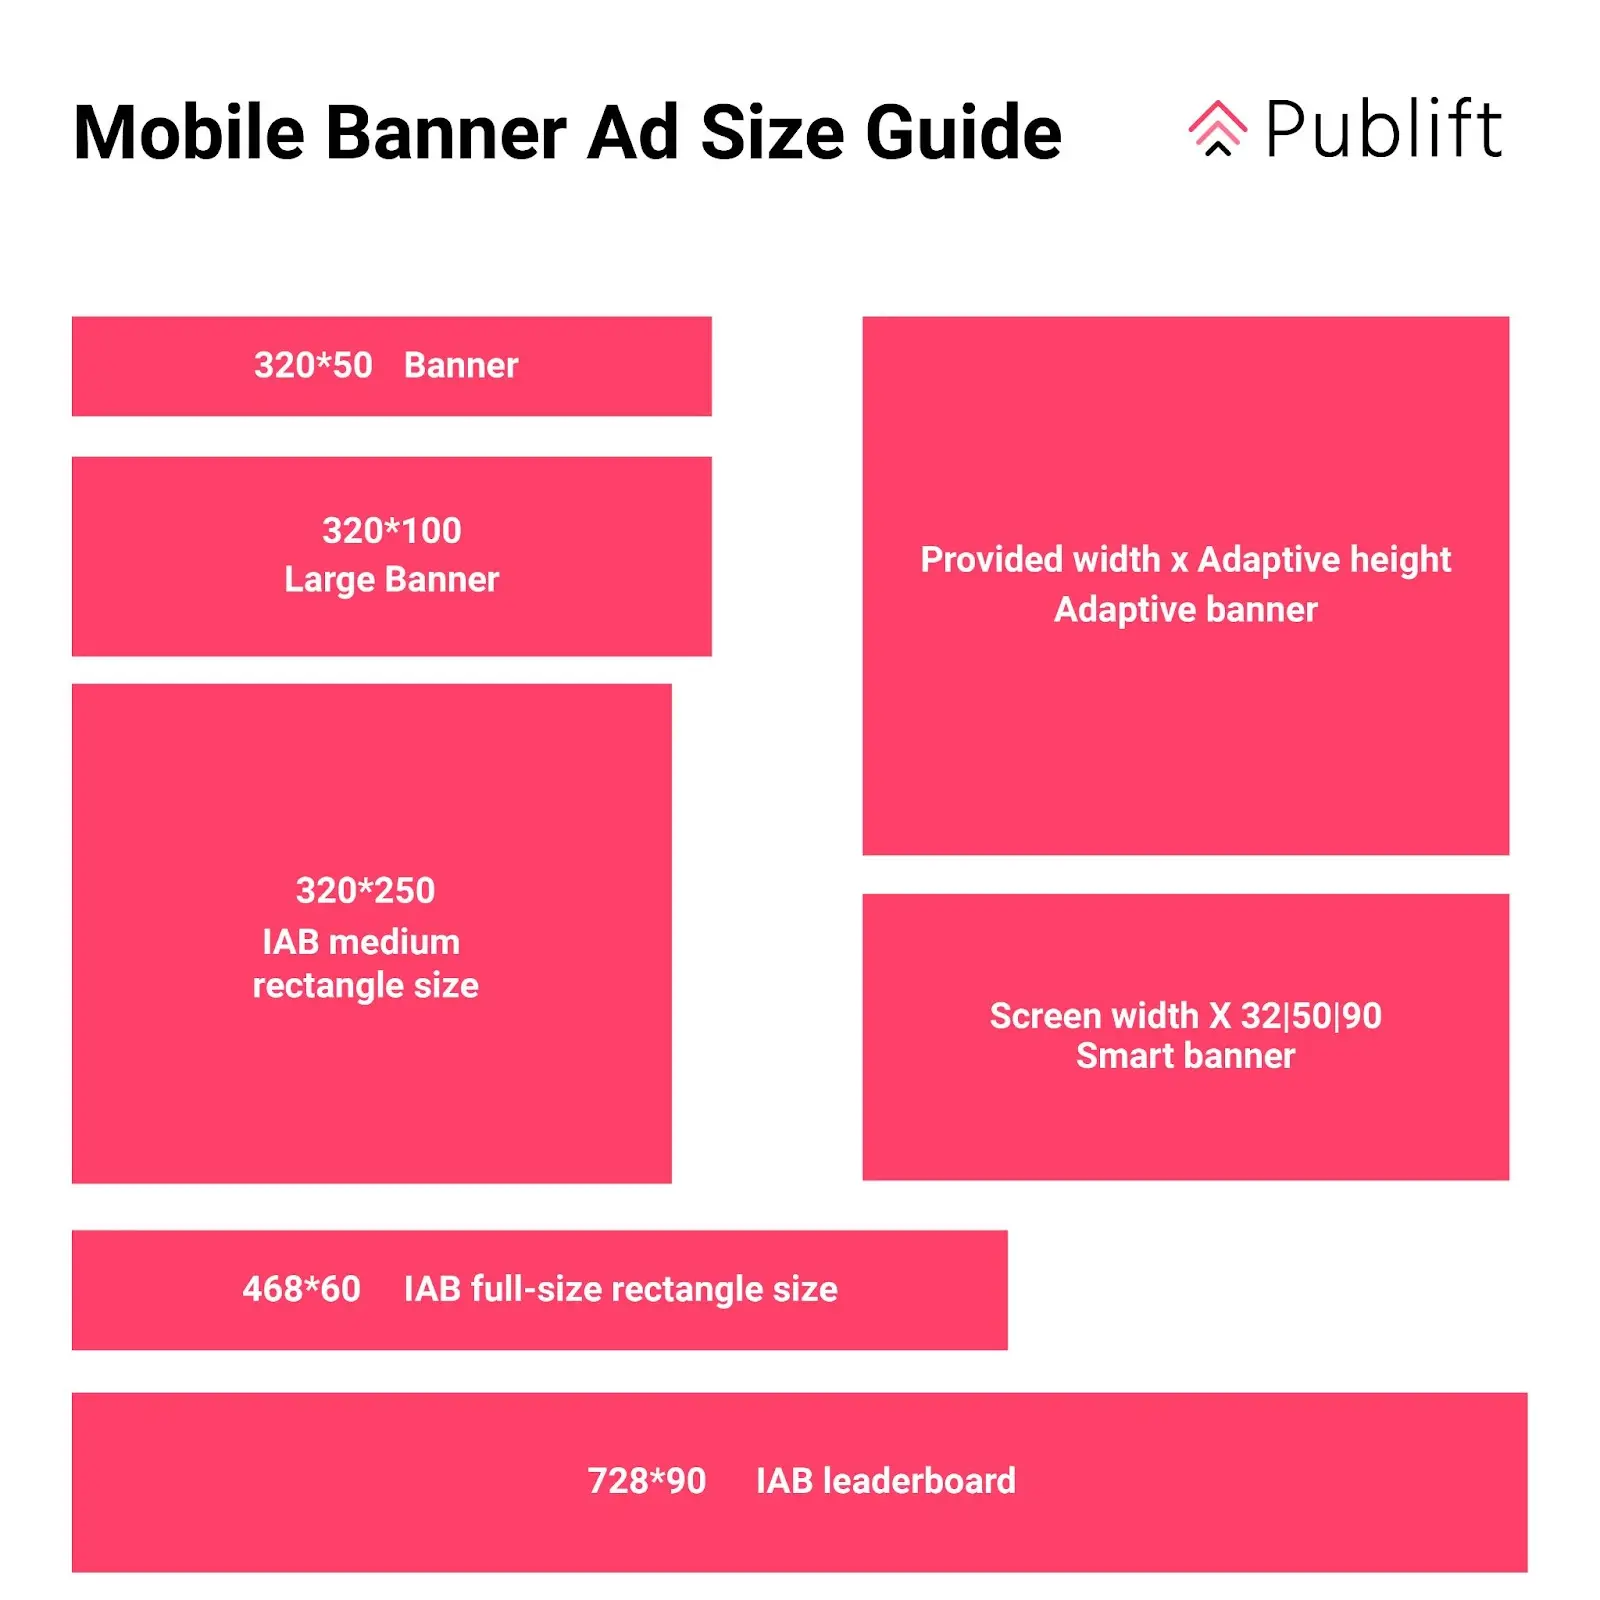 Mobile Banner Ad Size Guide
Publift
320*50 Banner
320*100
Large Banner
320*250
IAB medium
rectangle size
Provided width x Adaptive height
Adaptive banner
Screen width X 32|50|90
Smart banner
468*60 IAB full-size rectangle size
728*90 IAB leaderboard